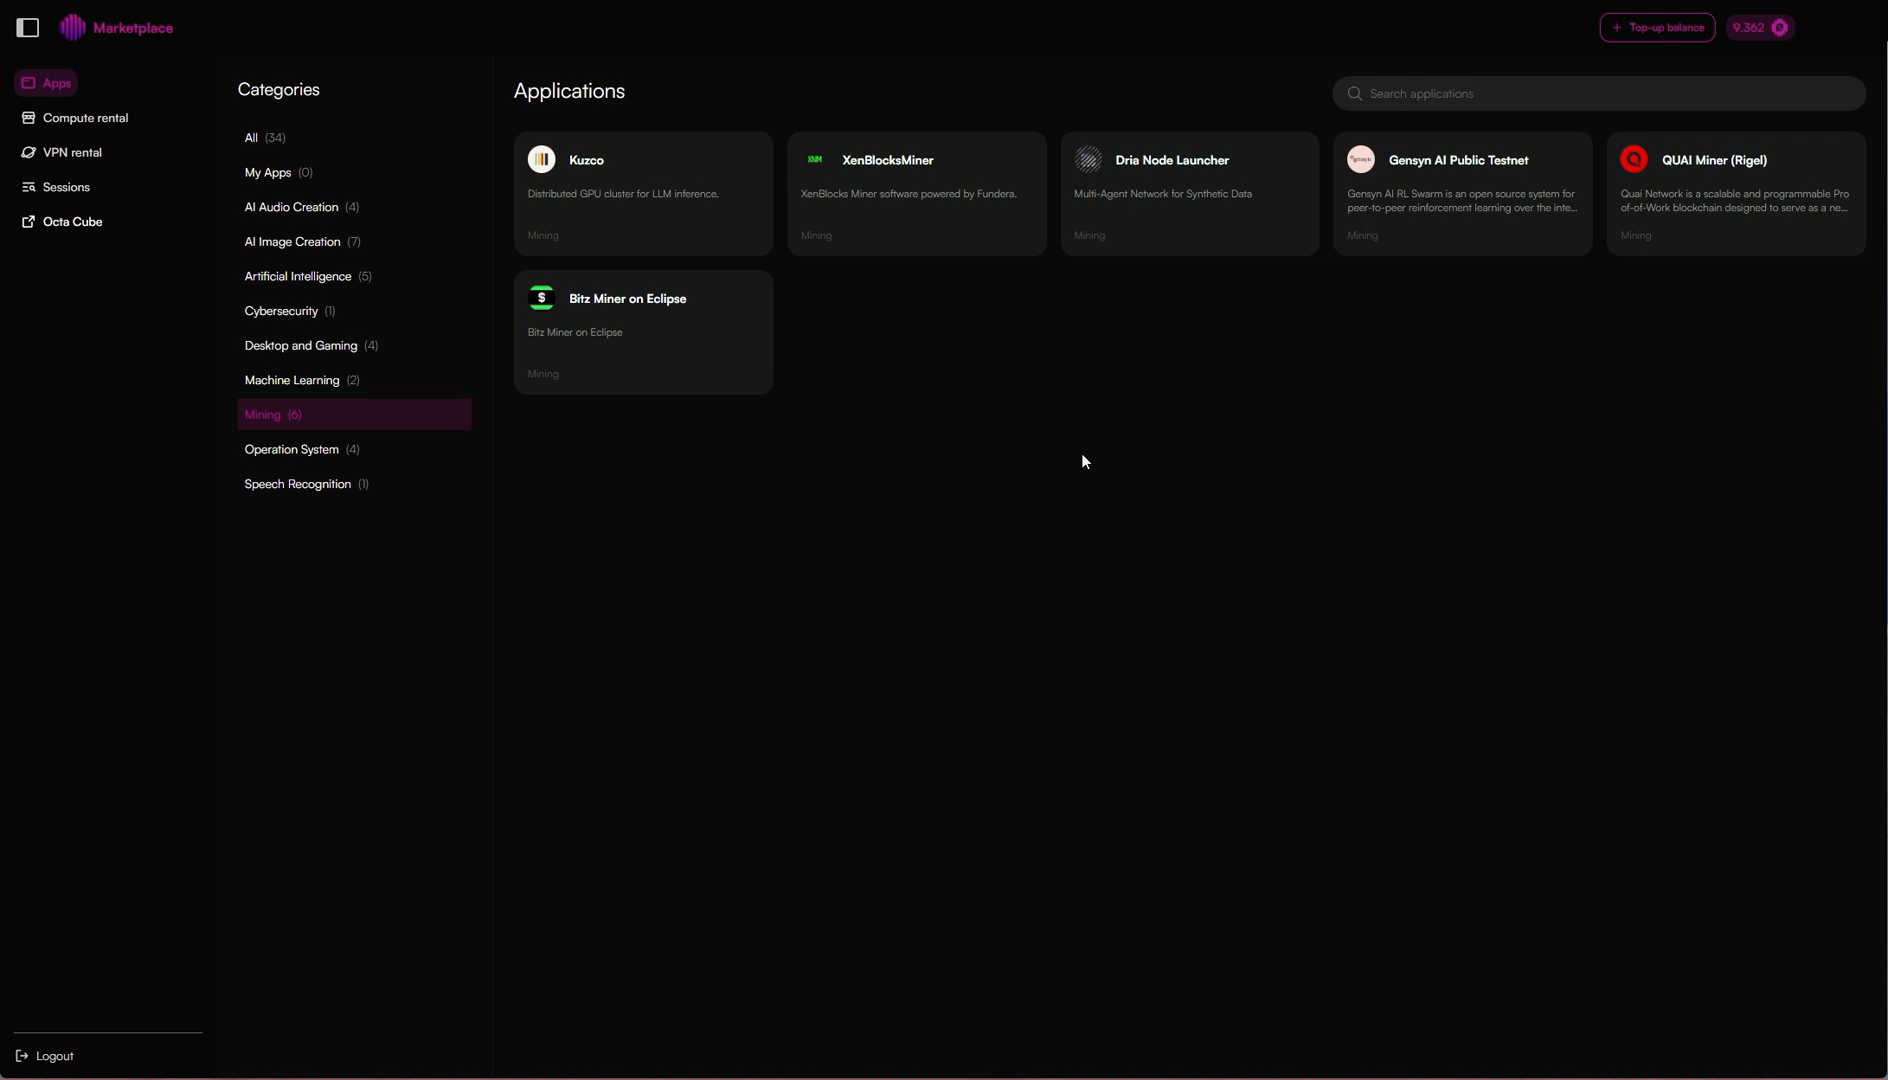 Marketplace
+ Top-up balance
9.362
Apps
Compute rental
VPN rental
Sessions
Octa Cube
Logout
Categories
All (34)
My Apps (0)
AI Audio Creation (4)
AI Image Creation (7)
Artificial Intelligence (5)
Cybersecurity (1)
Desktop and Gaming (4)
Machine Learning (2)
Mining (6)
Operation System (4)
Speech Recognition (1)
Applications
Search applications
Kuzco
Distributed GPU cluster for LLM inference.
Mining
XNM
XenBlocksMiner
XenBlocks Miner software powered by Fundera.
Mining
Dria Node Launcher
Multi-Agent Network for Synthetic Data
Mining
gensyn
Gensyn AI Public Testnet
Gensyn AI RL Swarm is an open source system for
peer-to-peer reinforcement learning over the inte...
Mining
QUAI Miner (Rigel)
Quai Network is a scalable and programmable Pro
of-of-Work blockchain designed to serve as a ne...
Mining
$
Bitz Miner on Eclipse
Bitz Miner on Eclipse
Mining